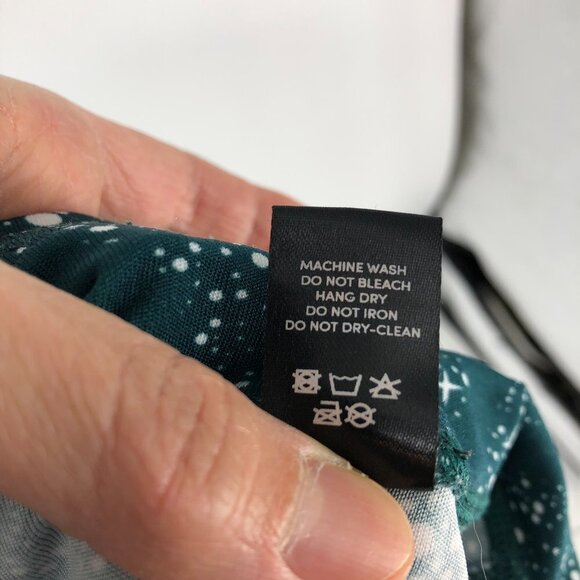 MACHINE WASH
DO NOT BLEACH
HANG DRY
DO NOT IRON
DO NOT DRY-CLEAN